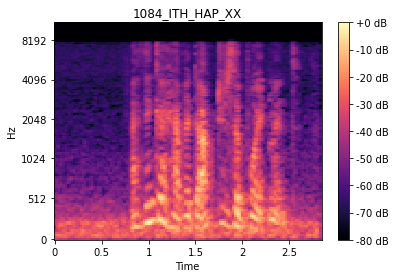 1084_ITH_HAP_XX
8192
4096
2048
1024
512
0
Hz
0
0.5
1
1.5
2
2.5
Time
+0 dB
-10 dB
-20 dB
-30 dB
-40 dB
-50 dB
-60 dB
-70 dB
-80 dB